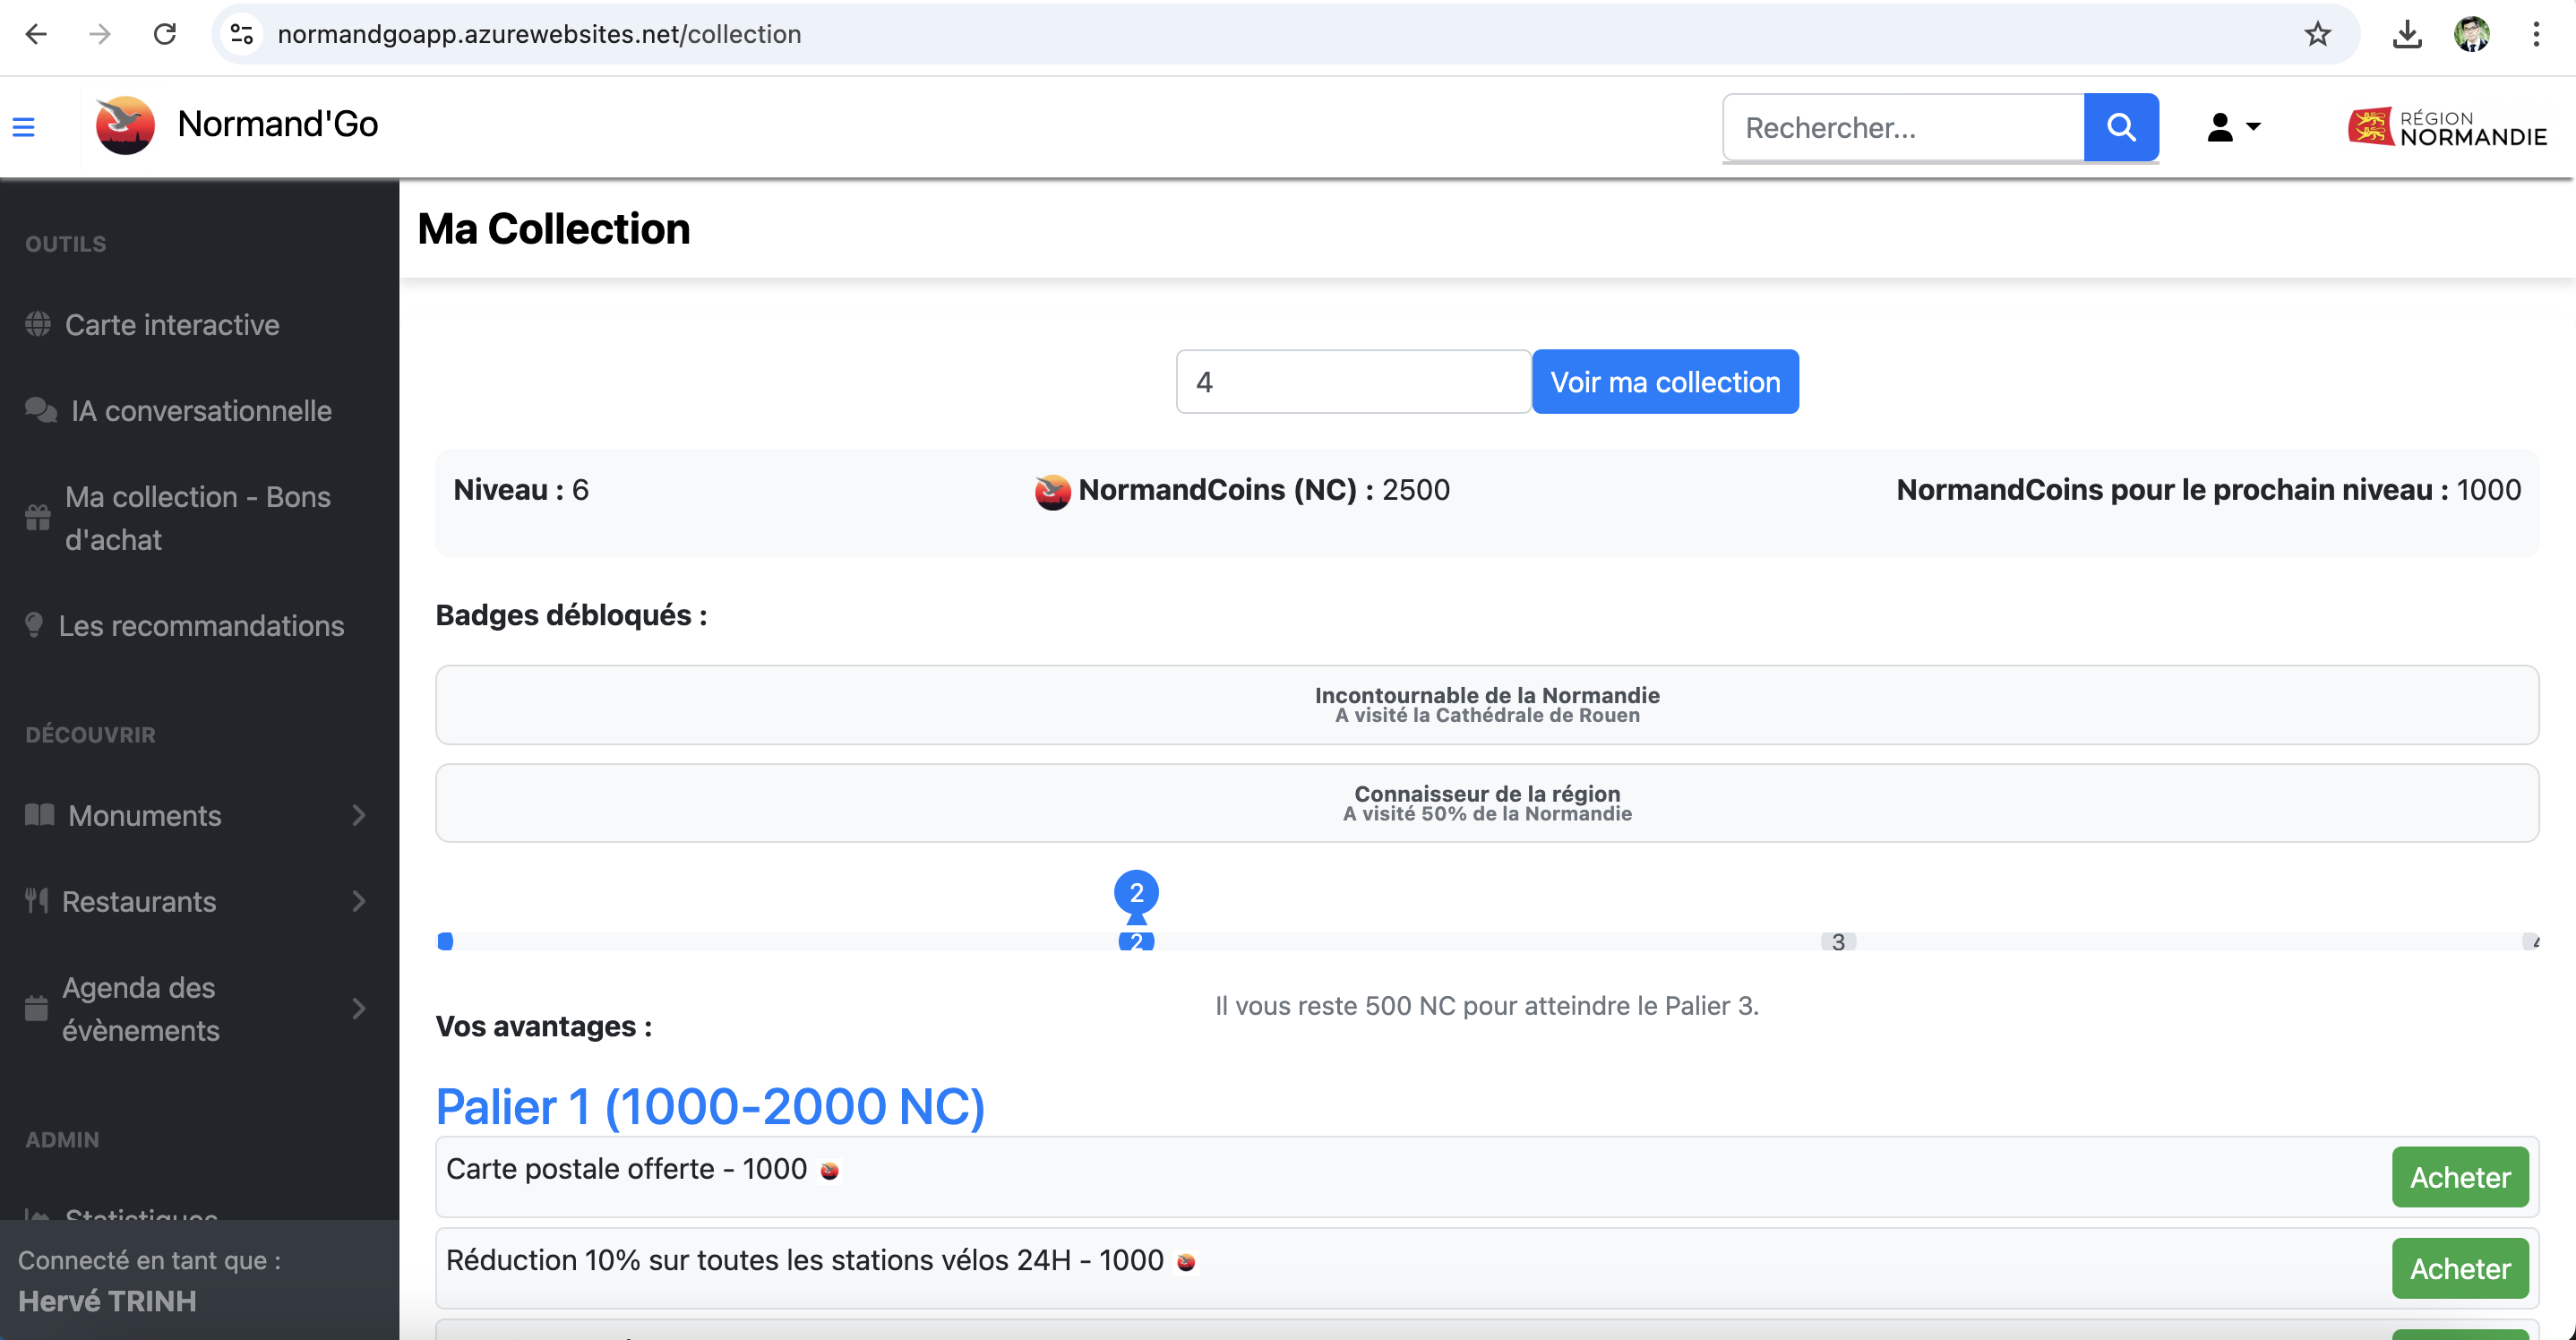 normandgoapp.azurewebsites.net/collection
Normand'Go
Rechercher...
RÉGION
NORMANDIE
OUTILS
Carte interactive
IA conversationnelle
Ma collection - Bons
d'achat
Les recommandations
DÉCOUVRIR
Monuments
Restaurants
Agenda des
évènements
ADMIN
Statistiques
Connecté en tant que :
Hervé TRINH
Ma Collection
4
Voir ma collection
Niveau : 6
NormandCoins (NC) : 2500
NormandCoins pour le prochain niveau : 1000
Badges débloqués :
Incontournable de la Normandie
A visité la Cathédrale de Rouen
Connaisseur de la région
A visité 50% de la Normandie
2
2
3
4
Il vous reste 500 NC pour atteindre le Palier 3.
Vos avantages :
Palier 1 (1000-2000 NC)
Carte postale offerte - 1000
Acheter
Réduction 10% sur toutes les stations vélos 24H - 1000
Acheter